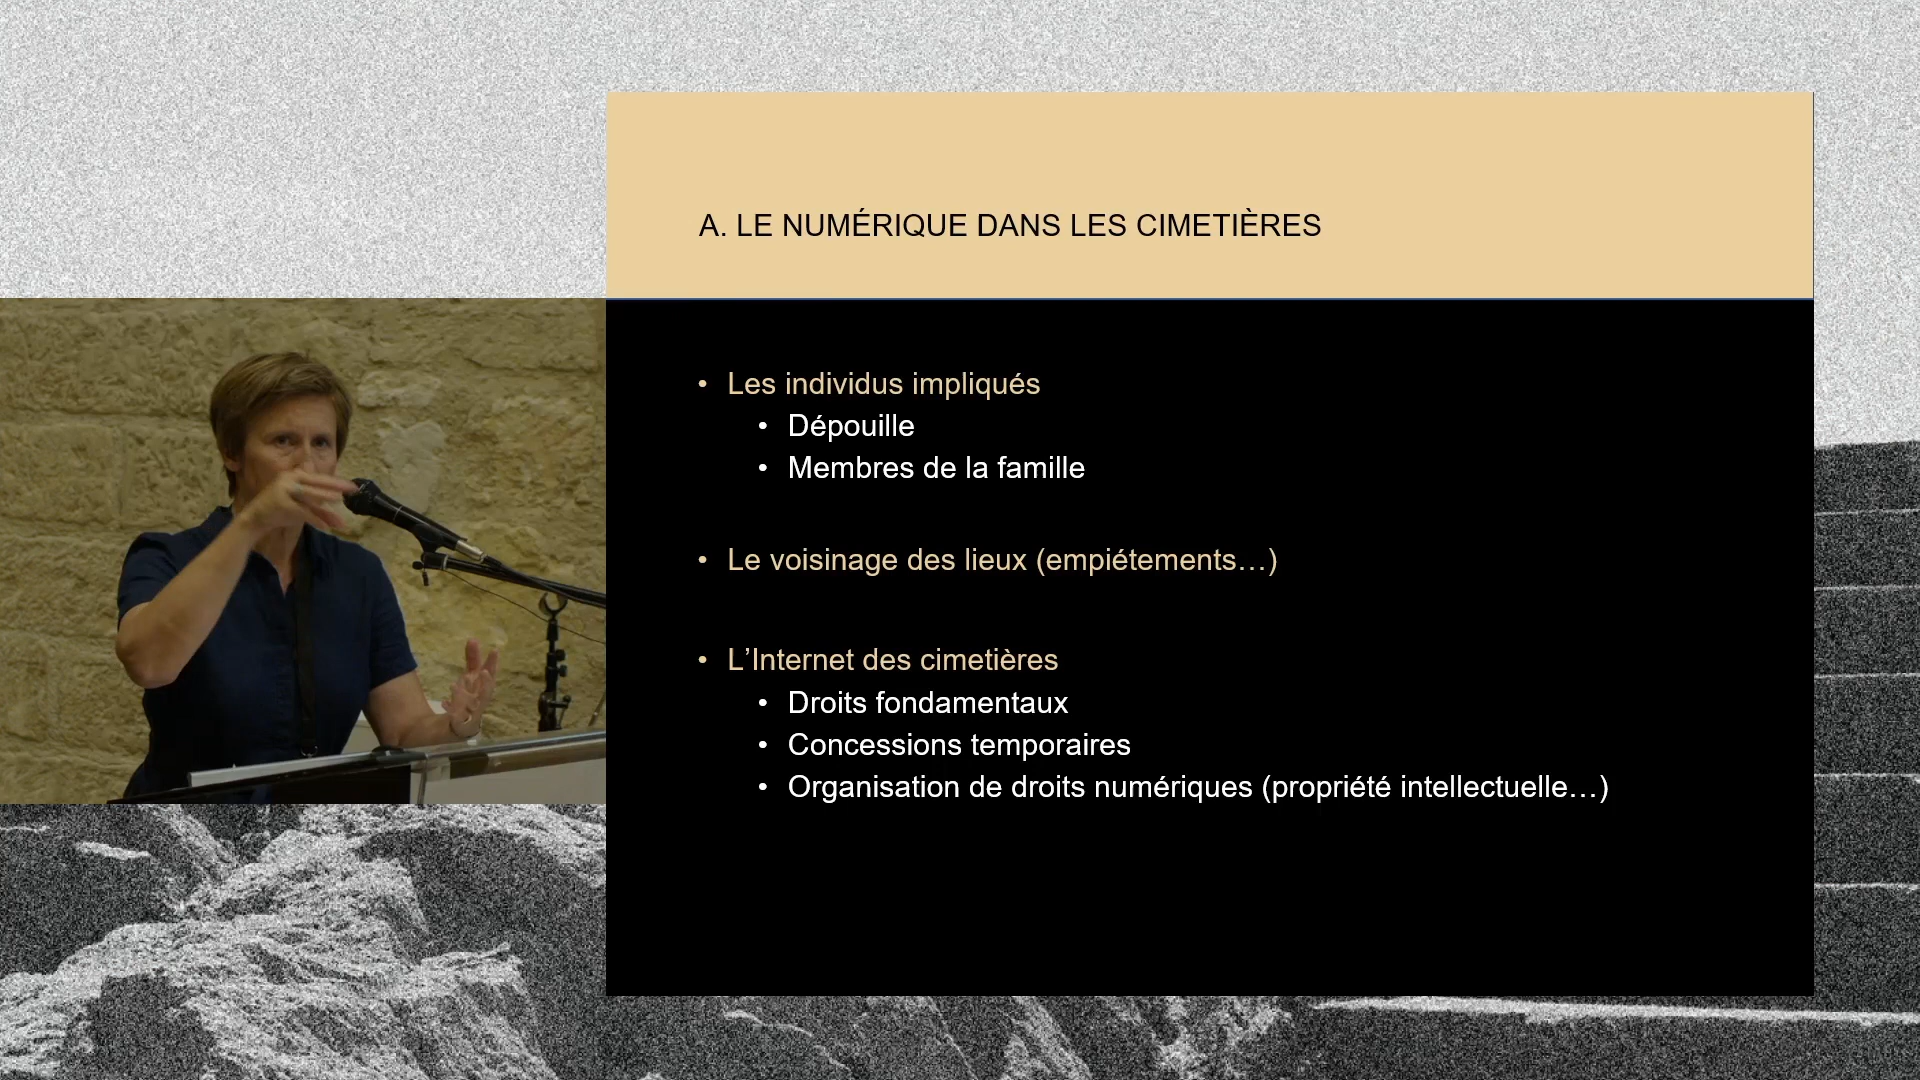 A. LE NUMÉRIQUE DANS LES CIMETIÈRES
• Les individus impliqués
• Dépouille
• Membres de la famille
• Le voisinage des lieux (empiétements…)
• L’Internet des cimetières
• Droits fondamentaux
• Concessions temporaires
• Organisation de droits numériques (propriété intellectuelle…)